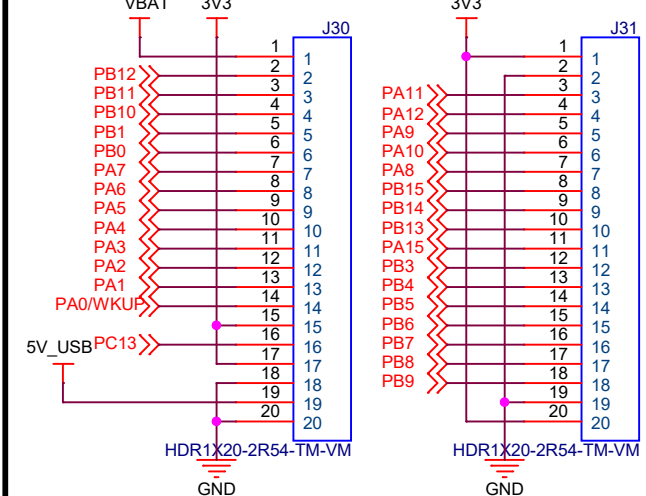 VBAT 3V3 3V3
J30 J31
1 1 1 1
PB12 2 2 2 2
PB11 3 3 PA11 3 3
PB10 4 4 PA12 4 4
PB1 5 5 PA9 5 5
PB0 6 6 PA10 6 6
PA7 7 7 PA8 7 7
PA6 8 8 PB15 8 8
PA5 9 9 PB14 9 9
PA4 10 10 PB13 10 10
PA3 11 11 PA15 11 11
PA2 12 12 PB3 12 12
PA1 13 13 PB4 13 13
PA0/WKUP 14 14 PB5 14 14
15 15 PB6 15 15
5V_USB PC13 16 16 PB7 16 16
17 17 PB8 17 17
18 18 PB9 18 18
19 19 19 19
20 20 20 20
HDR1X20-2R54-TM-VM HDR1X20-2R54-TM-VM
GND GND